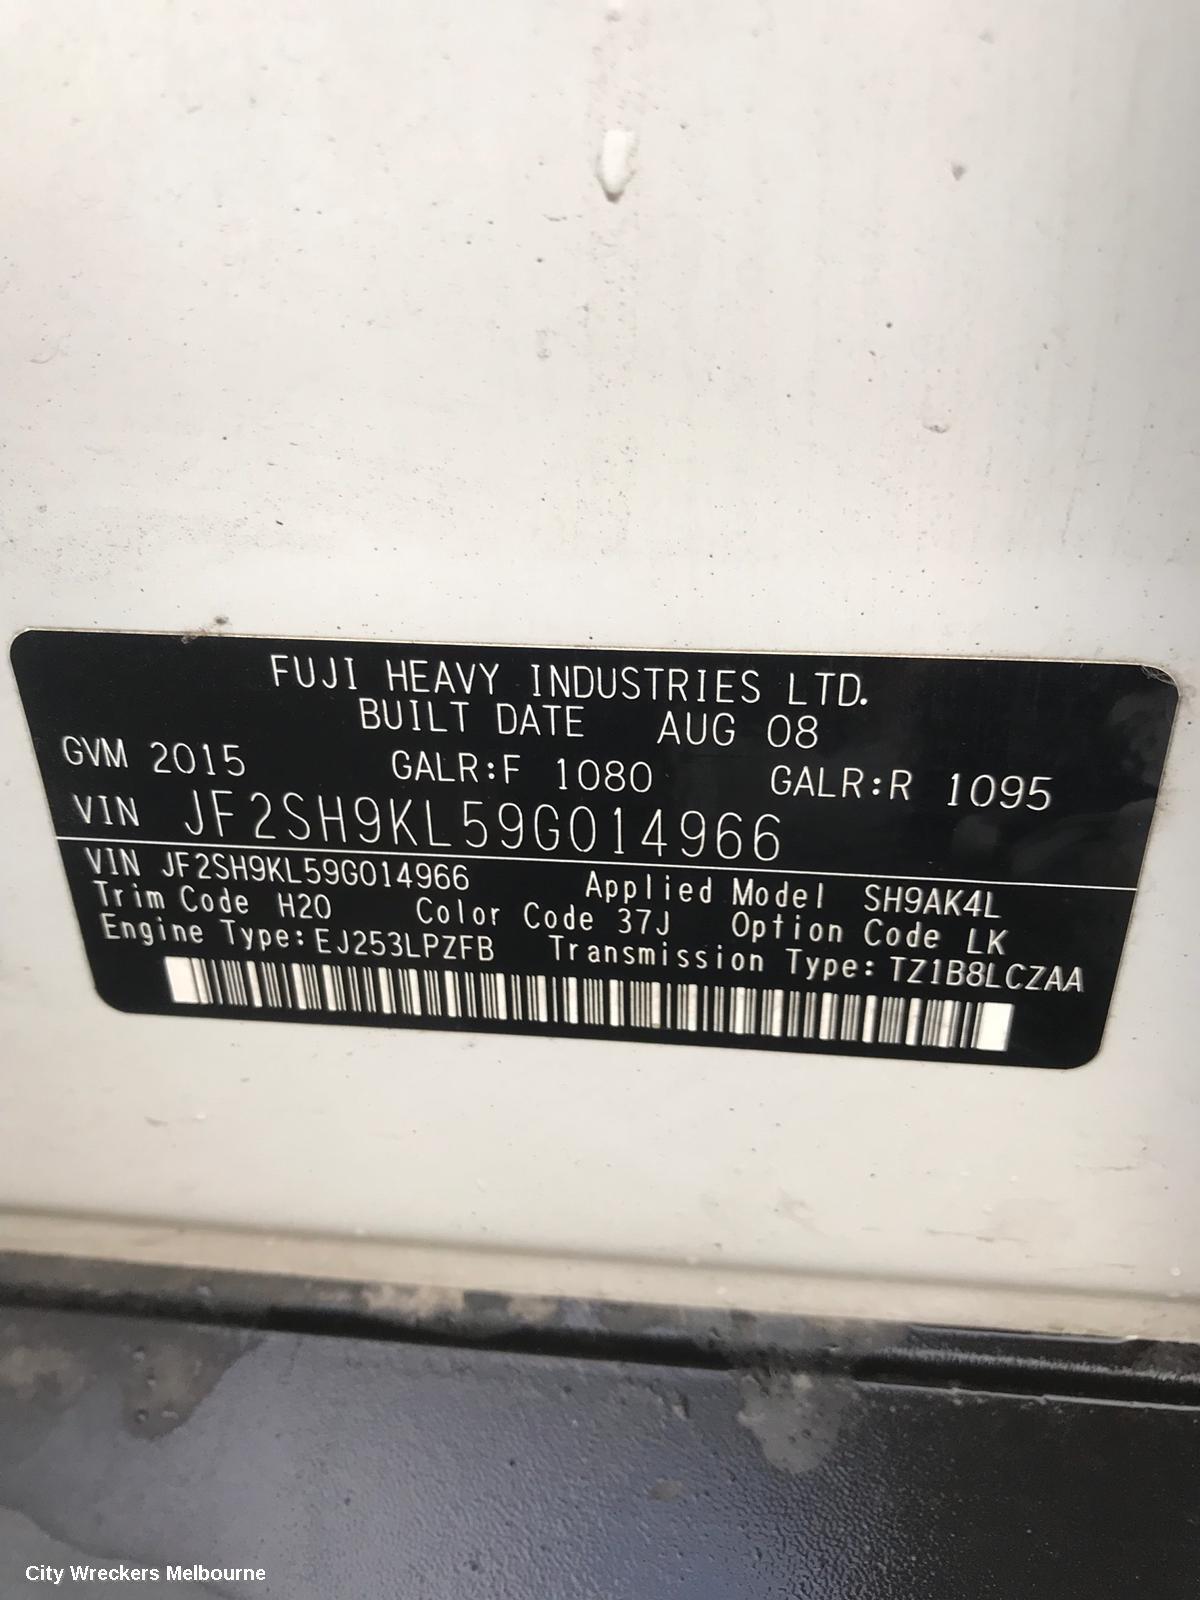 FUJI HEAVY INDUSTRIES LTD.
BUILT DATE AUG 08
GVM 2015 GALR:F 1080 GALR:R 1095
VIN JF2SH9KL59G014966
VIN JF2SH9KL59G014966 Applied Model SH9AK4L
Trim Code H20 Color Code 37J Option Code LK
Engine Type: EJ253LPZFB Transmission Type: TZ1B8LCZAA
City Wreckers Melbourne